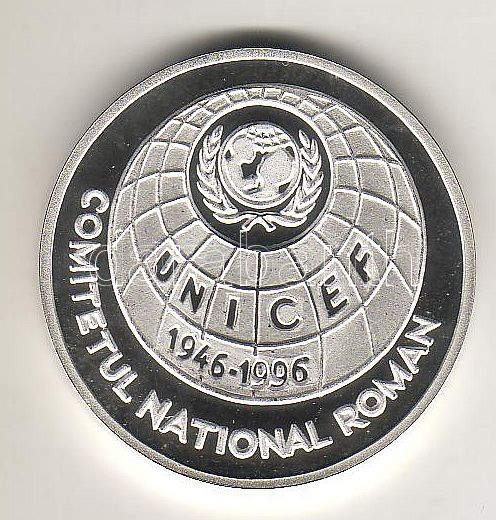 UNICEF
1946-1996
COMITETUL NATIONAL ROMAN